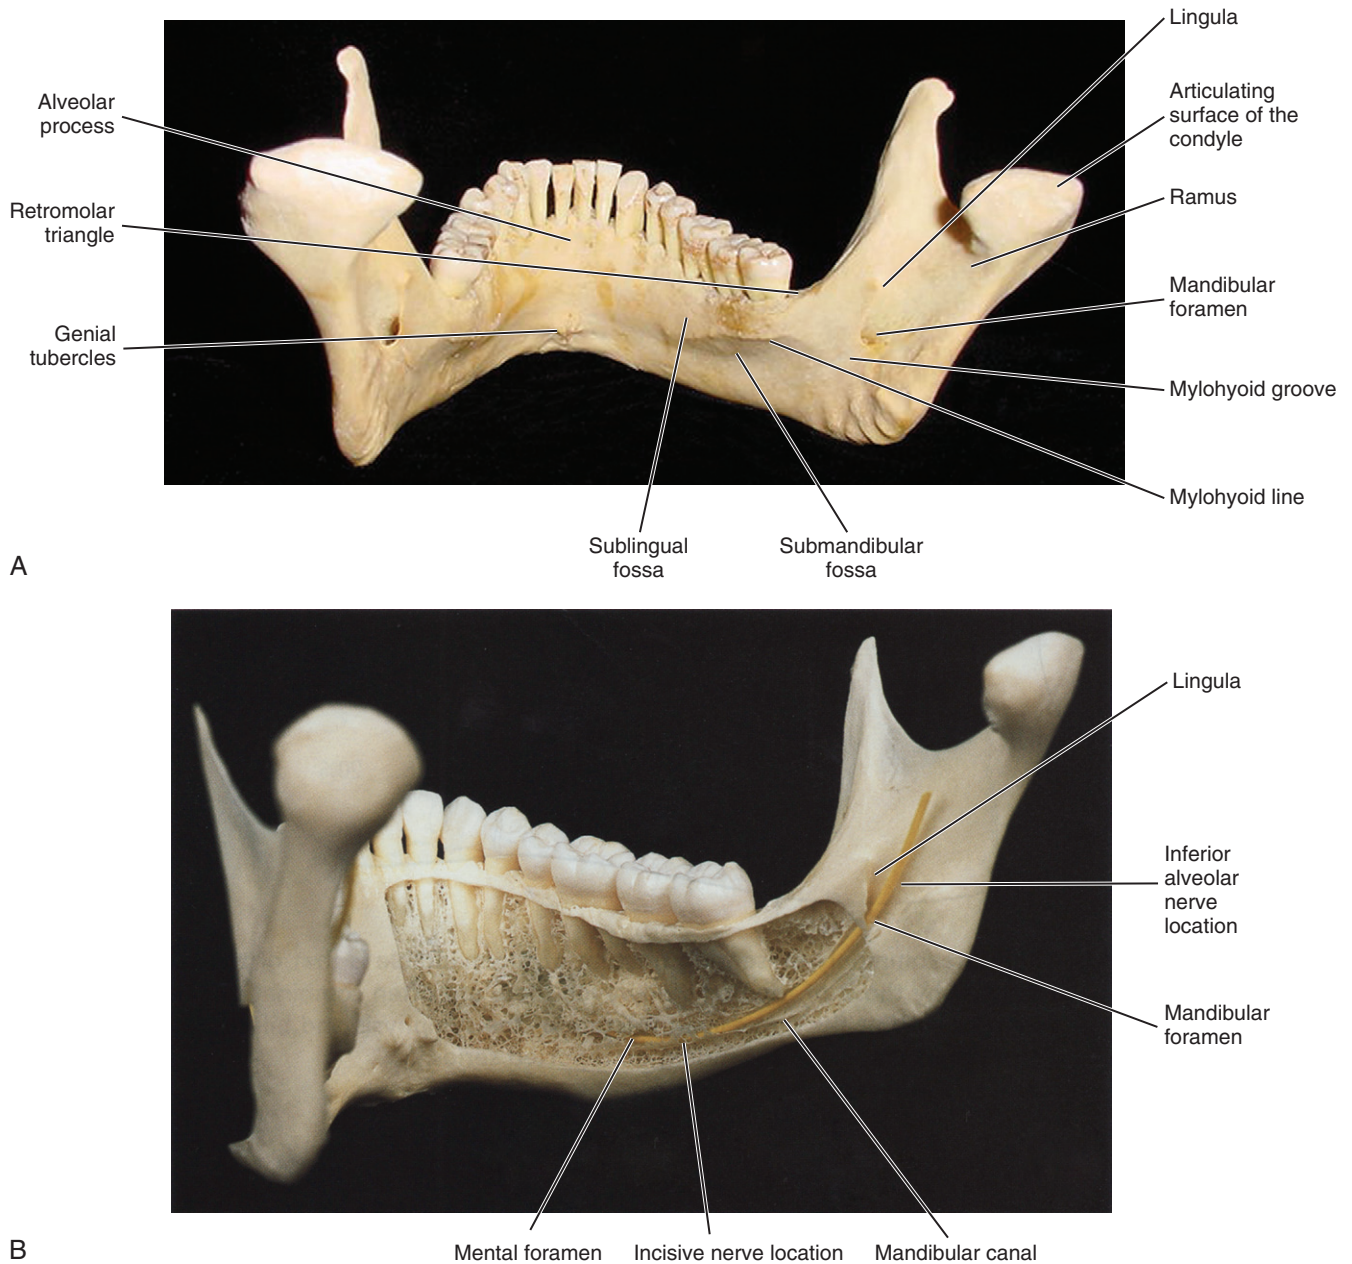 Lingula
Articulating
surface of the
condyle
Alveolar
process
Ramus
Retromolar
triangle
Mandibular
foramen
Genial
tubercles
Mylohyoid groove
Mylohyoid line
Sublingual
fossa
Submandibular
fossa
A
Lingula
Inferior
alveolar
nerve
location
Mandibular
foramen
Mental foramen
Incisive nerve location
Mandibular canal
B